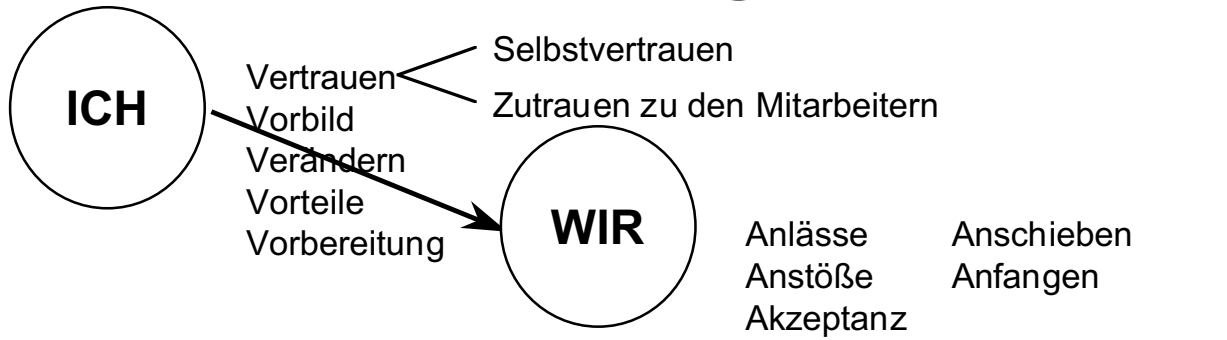 ICH
Vertrauen
Vorbild
Verändern
Vorteile
Vorbereitung
Selbstvertrauen
Zutrauen zu den Mitarbeitern
WIR
Anlässe
Anstöße
Akzeptanz
Anschieben
Anfangen